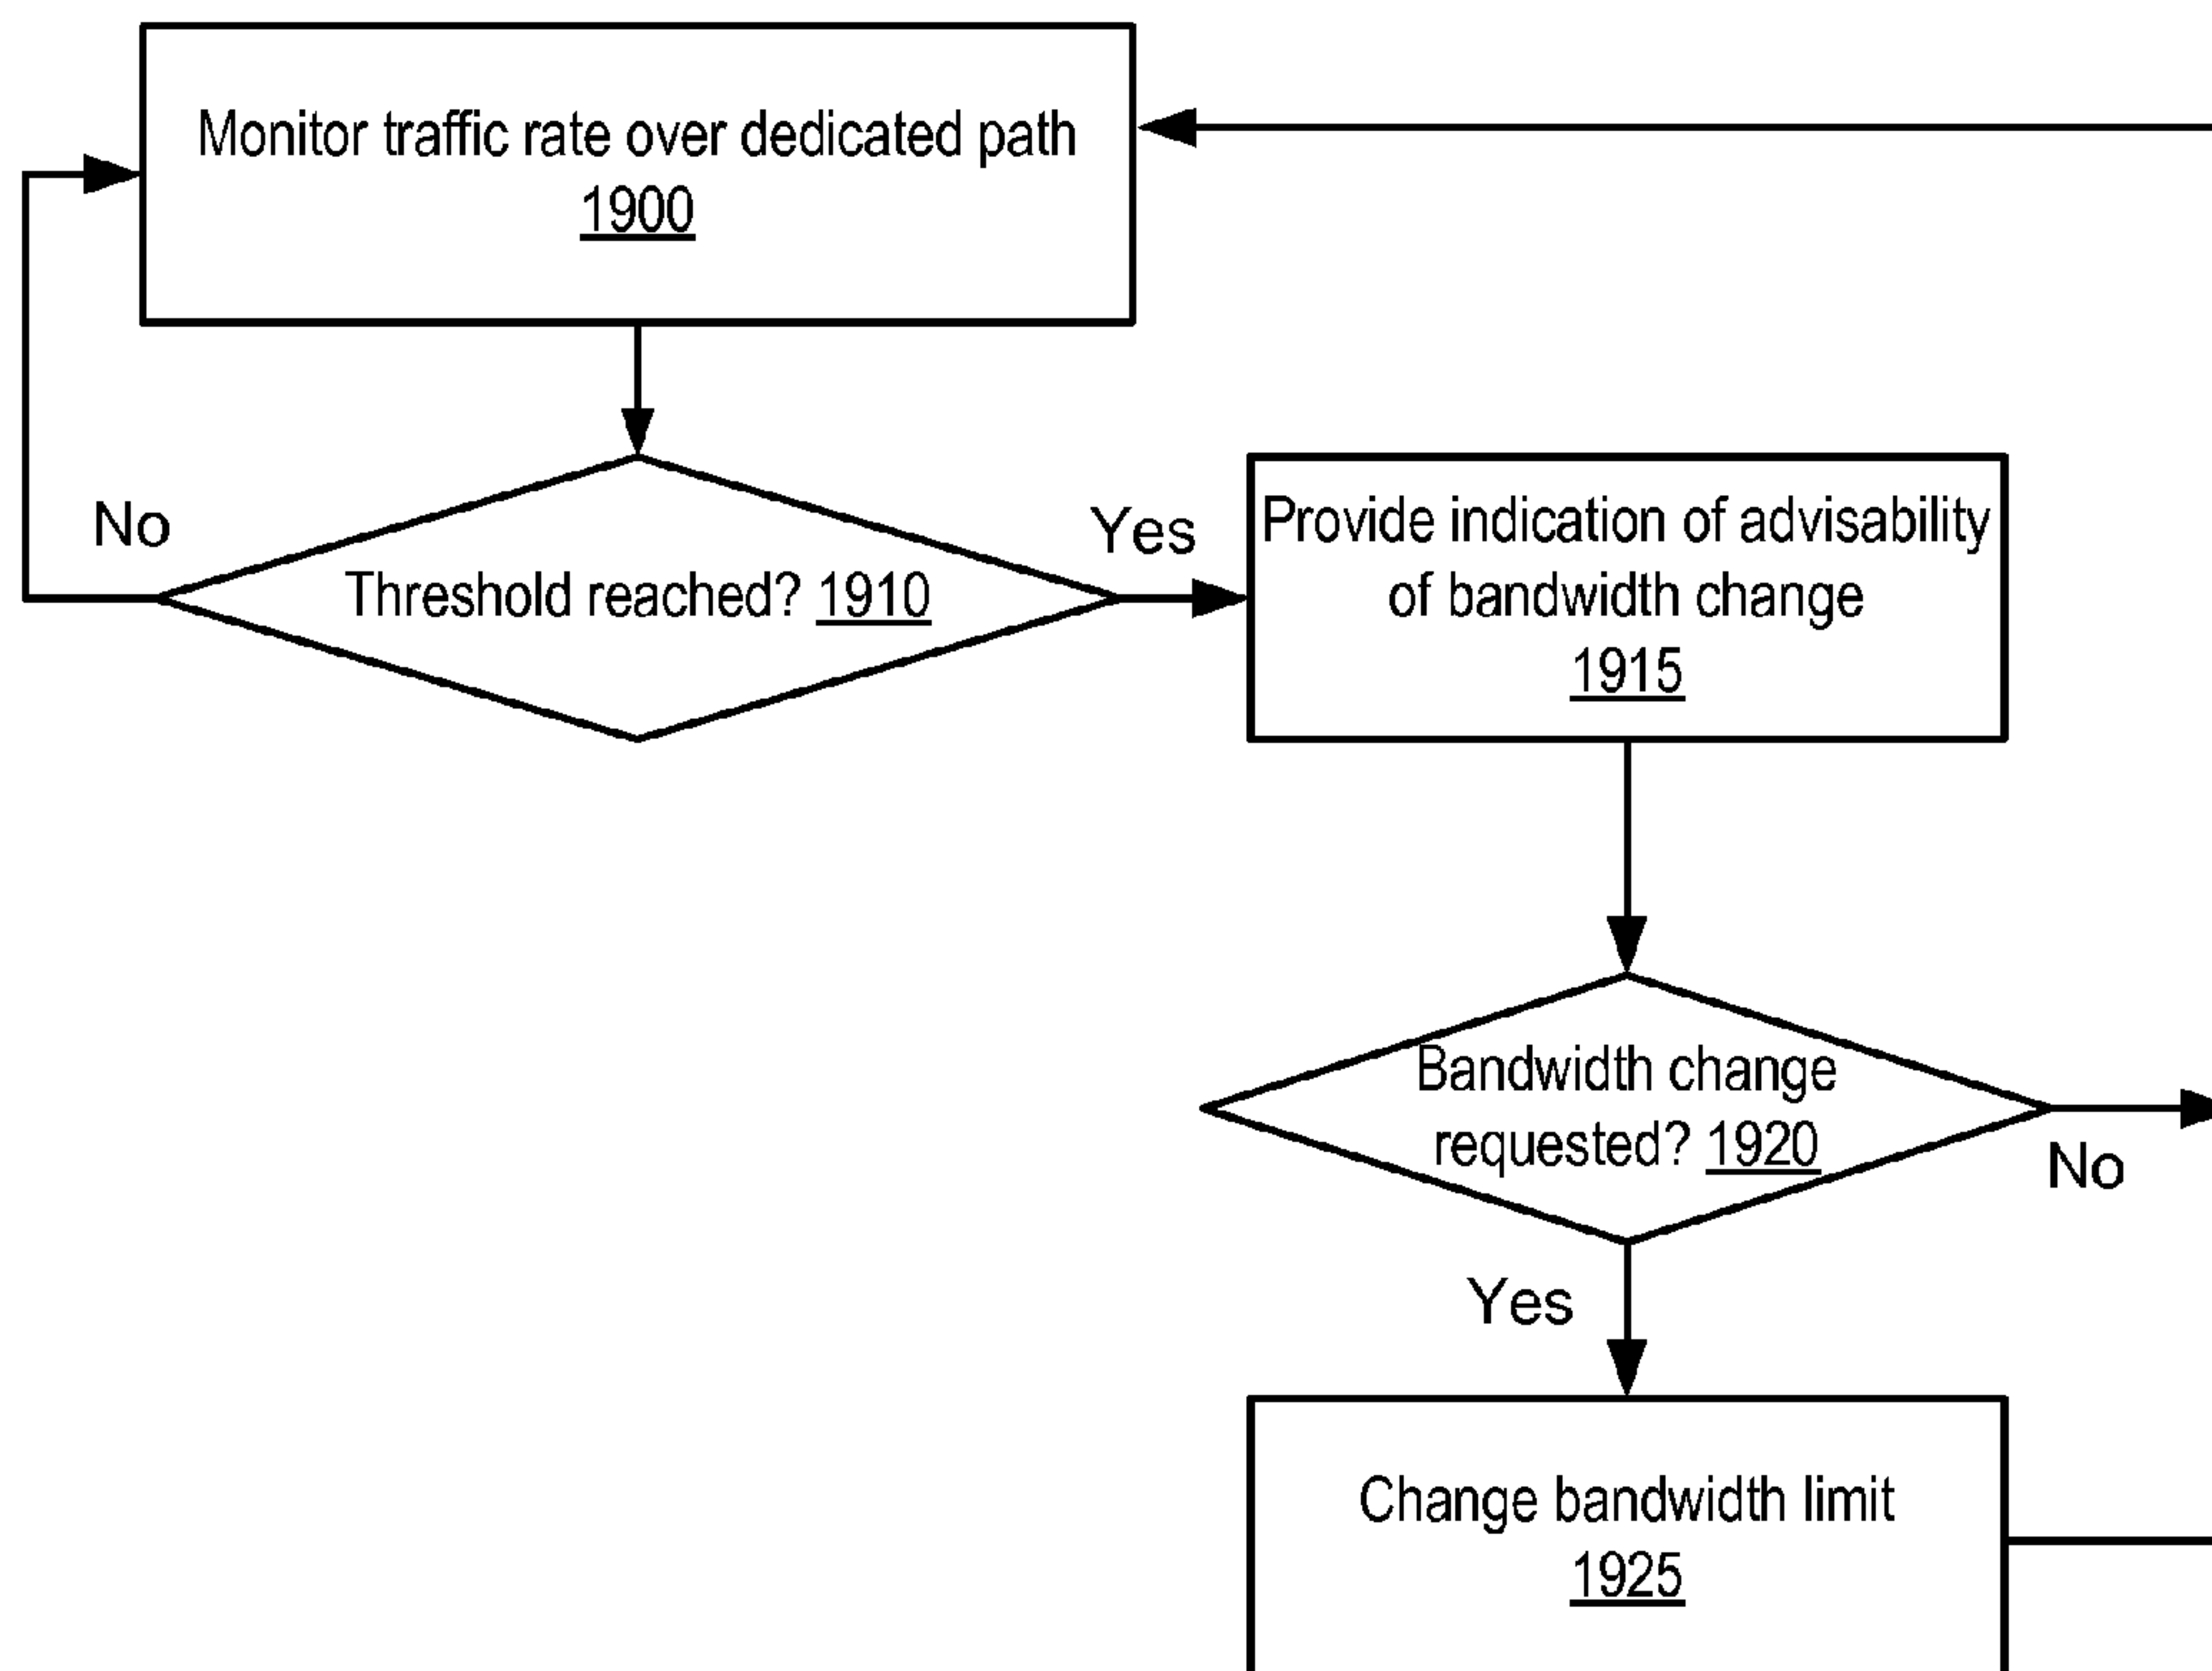 Monitor traffic rate over dedicated path
1900
No
Threshold reached? 1910
Yes
Provide indication of advisability
of bandwidth change
1915
Bandwidth change
requested? 1920
No
Yes
Change bandwidth limit
1925